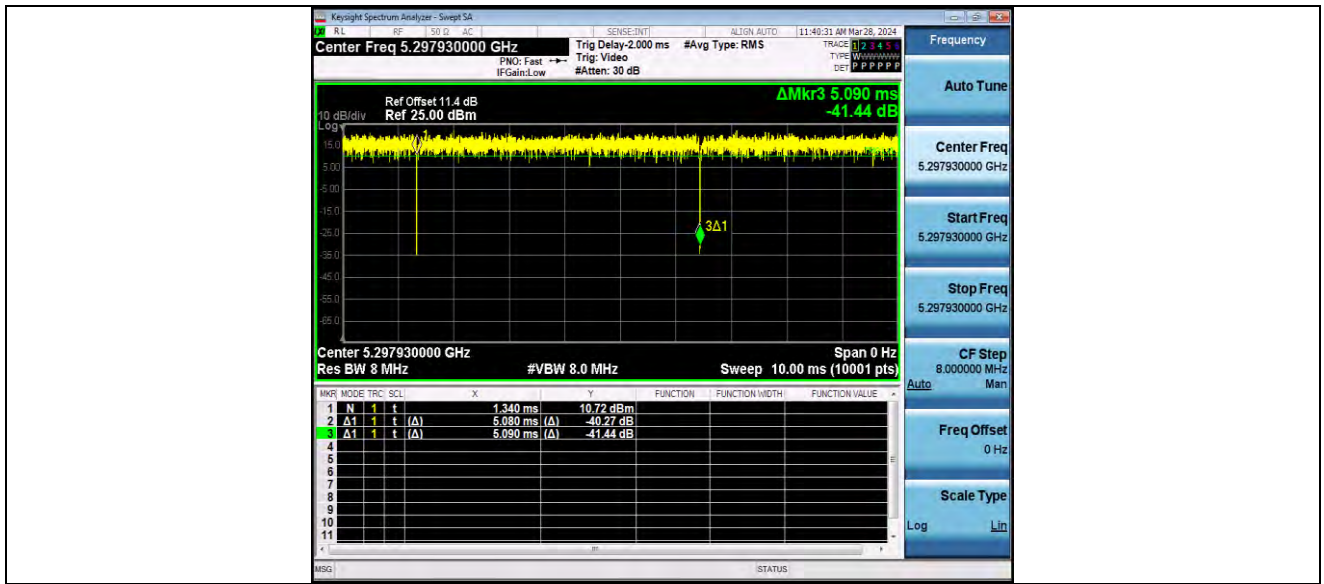 Keysight Spectrum Analyzer - Swept SA
RL RF 50 Ω AC SENSE:INT ALIGN AUTO 11:40:31 AM Mar 28, 2024
Center Freq 5.297930000 GHz
PNO: Fast
IFGain:Low
Trig Delay-2.000 ms
Trig: Video
#Atten: 30 dB
#Avg Type: RMS
TRACE 1 2 3 4 5 6
TYPE W
DET P P P P P P
ΔMkr3 5.090 ms
-41.44 dB
Ref Offset 11.4 dB
10 dB/div Ref 25.00 dBm
Log
15.0
5.00
-5.00
-15.0
-25.0
-35.0
-45.0
-55.0
-65.0
1
3Δ1
Center 5.297930000 GHz Span 0 Hz
Res BW 8 MHz #VBW 8.0 MHz Sweep 10.00 ms (10001 pts)
MKR MODE TRC SCL X Y FUNCTION FUNCTION WIDTH FUNCTION VALUE
1 N 1 t 1.340 ms 10.72 dBm
2 Δ1 1 t (Δ) 5.080 ms (Δ) -40.27 dB
3 Δ1 1 t (Δ) 5.090 ms (Δ) -41.44 dB
4
5
6
7
8
9
10
11
MSG STATUS
Frequency
Auto Tune
Center Freq
5.297930000 GHz
Start Freq
5.297930000 GHz
Stop Freq
5.297930000 GHz
CF Step
8.000000 MHz
Auto Man
Freq Offset
0 Hz
Scale Type
Log Lin